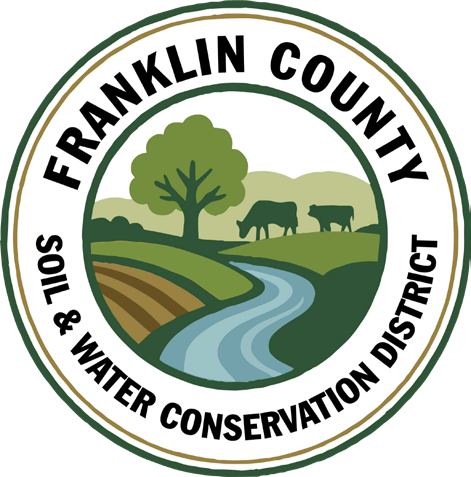 FRANKLIN COUNTY
SOIL & WATER CONSERVATION DISTRICT